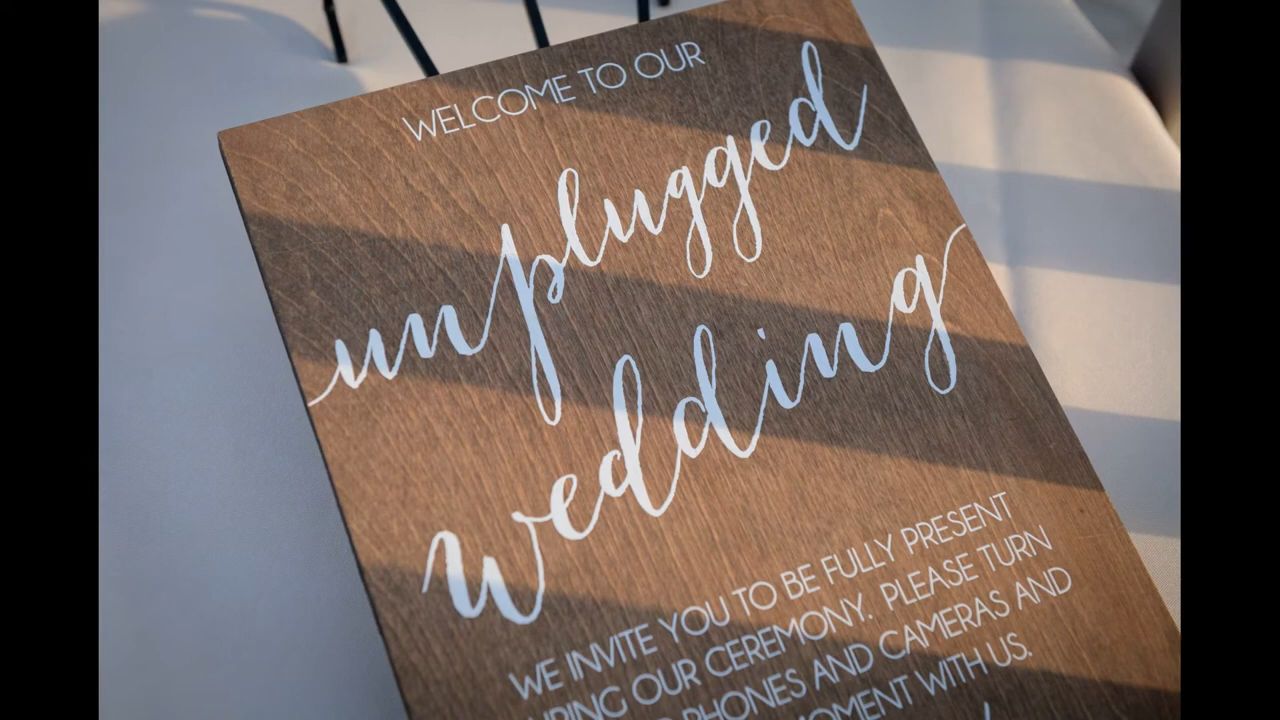 WELCOME TO OUR
unplugged
wedding
WE INVITE YOU TO BE FULLY PRESENT
OUR CEREMONY. PLEASE TURN
PHONES AND CAMERAS AND
MOMENT WITH US.